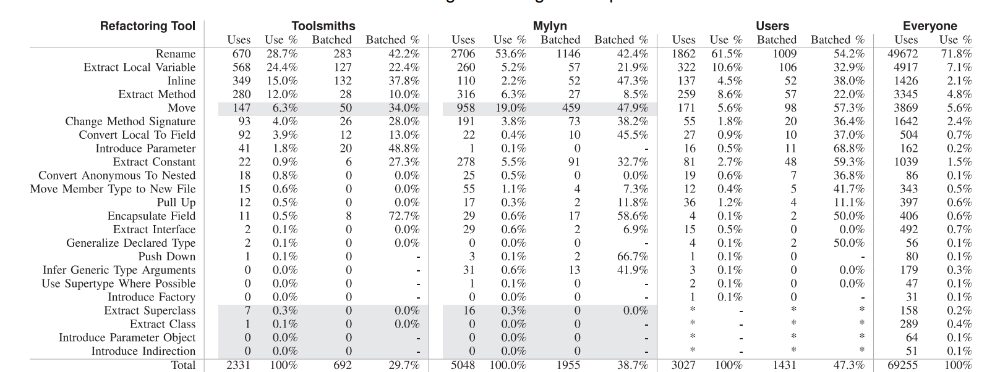 Refactoring Tool Toolsmiths Mylyn Users Everyone
Uses Use % Batched Batched % Uses Use % Batched Batched % Uses Use % Batched Batched % Uses Use %
Rename 670 28.7% 283 42.2% 2706 53.6% 1146 42.4% 1862 61.5% 1009 54.2% 49672 71.8%
Extract Local Variable 568 24.4% 127 22.4% 260 5.2% 57 21.9% 322 10.6% 106 32.9% 4917 7.1%
Inline 349 15.0% 132 37.8% 110 2.2% 52 47.3% 137 4.5% 52 38.0% 1426 2.1%
Extract Method 280 12.0% 28 10.0% 316 6.3% 27 8.5% 259 8.6% 57 22.0% 3345 4.8%
Move 147 6.3% 50 34.0% 958 19.0% 459 47.9% 171 5.6% 98 57.3% 3869 5.6%
Change Method Signature 93 4.0% 26 28.0% 191 3.8% 73 38.2% 55 1.8% 20 36.4% 1642 2.4%
Convert Local To Field 92 3.9% 12 13.0% 22 0.4% 10 45.5% 27 0.9% 10 37.0% 504 0.7%
Introduce Parameter 41 1.8% 20 48.8% 1 0.1% 0 - 16 0.5% 11 68.8% 162 0.2%
Extract Constant 22 0.9% 6 27.3% 278 5.5% 91 32.7% 81 2.7% 48 59.3% 1039 1.5%
Convert Anonymous To Nested 18 0.8% 0 0.0% 25 0.5% 0 0.0% 19 0.6% 7 36.8% 86 0.1%
Move Member Type to New File 15 0.6% 0 0.0% 55 1.1% 4 7.3% 12 0.4% 5 41.7% 343 0.5%
Pull Up 12 0.5% 0 0.0% 17 0.3% 2 11.8% 36 1.2% 4 11.1% 397 0.6%
Encapsulate Field 11 0.5% 8 72.7% 29 0.6% 17 58.6% 4 0.1% 2 50.0% 406 0.6%
Extract Interface 2 0.1% 0 0.0% 29 0.6% 2 6.9% 15 0.5% 0 0.0% 492 0.7%
Generalize Declared Type 2 0.1% 0 0.0% 0 0.0% 0 - 4 0.1% 2 50.0% 56 0.1%
Push Down 1 0.1% 0 - 3 0.1% 2 66.7% 1 0.1% 0 - 80 0.1%
Infer Generic Type Arguments 0 0.0% 0 - 31 0.6% 13 41.9% 3 0.1% 0 0.0% 179 0.3%
Use Supertype Where Possible 0 0.0% 0 - 1 0.1% 0 - 2 0.1% 0 0.0% 47 0.1%
Introduce Factory 0 0.0% 0 - 0 0.0% 0 - 1 0.1% 0 - 31 0.1%
Extract Superclass 7 0.3% 0 0.0% 16 0.3% 0 0.0% * - * * 158 0.2%
Extract Class 1 0.1% 0 0.0% 0 0.0% 0 - * - * * 289 0.4%
Introduce Parameter Object 0 0.0% 0 - 0 0.0% 0 - * - * * 64 0.1%
Introduce Indirection 0 0.0% 0 - 0 0.0% 0 - * - * * 51 0.1%
Total 2331 100% 692 29.7% 5048 100.0% 1955 38.7% 3027 100% 1431 47.3% 69255 100%